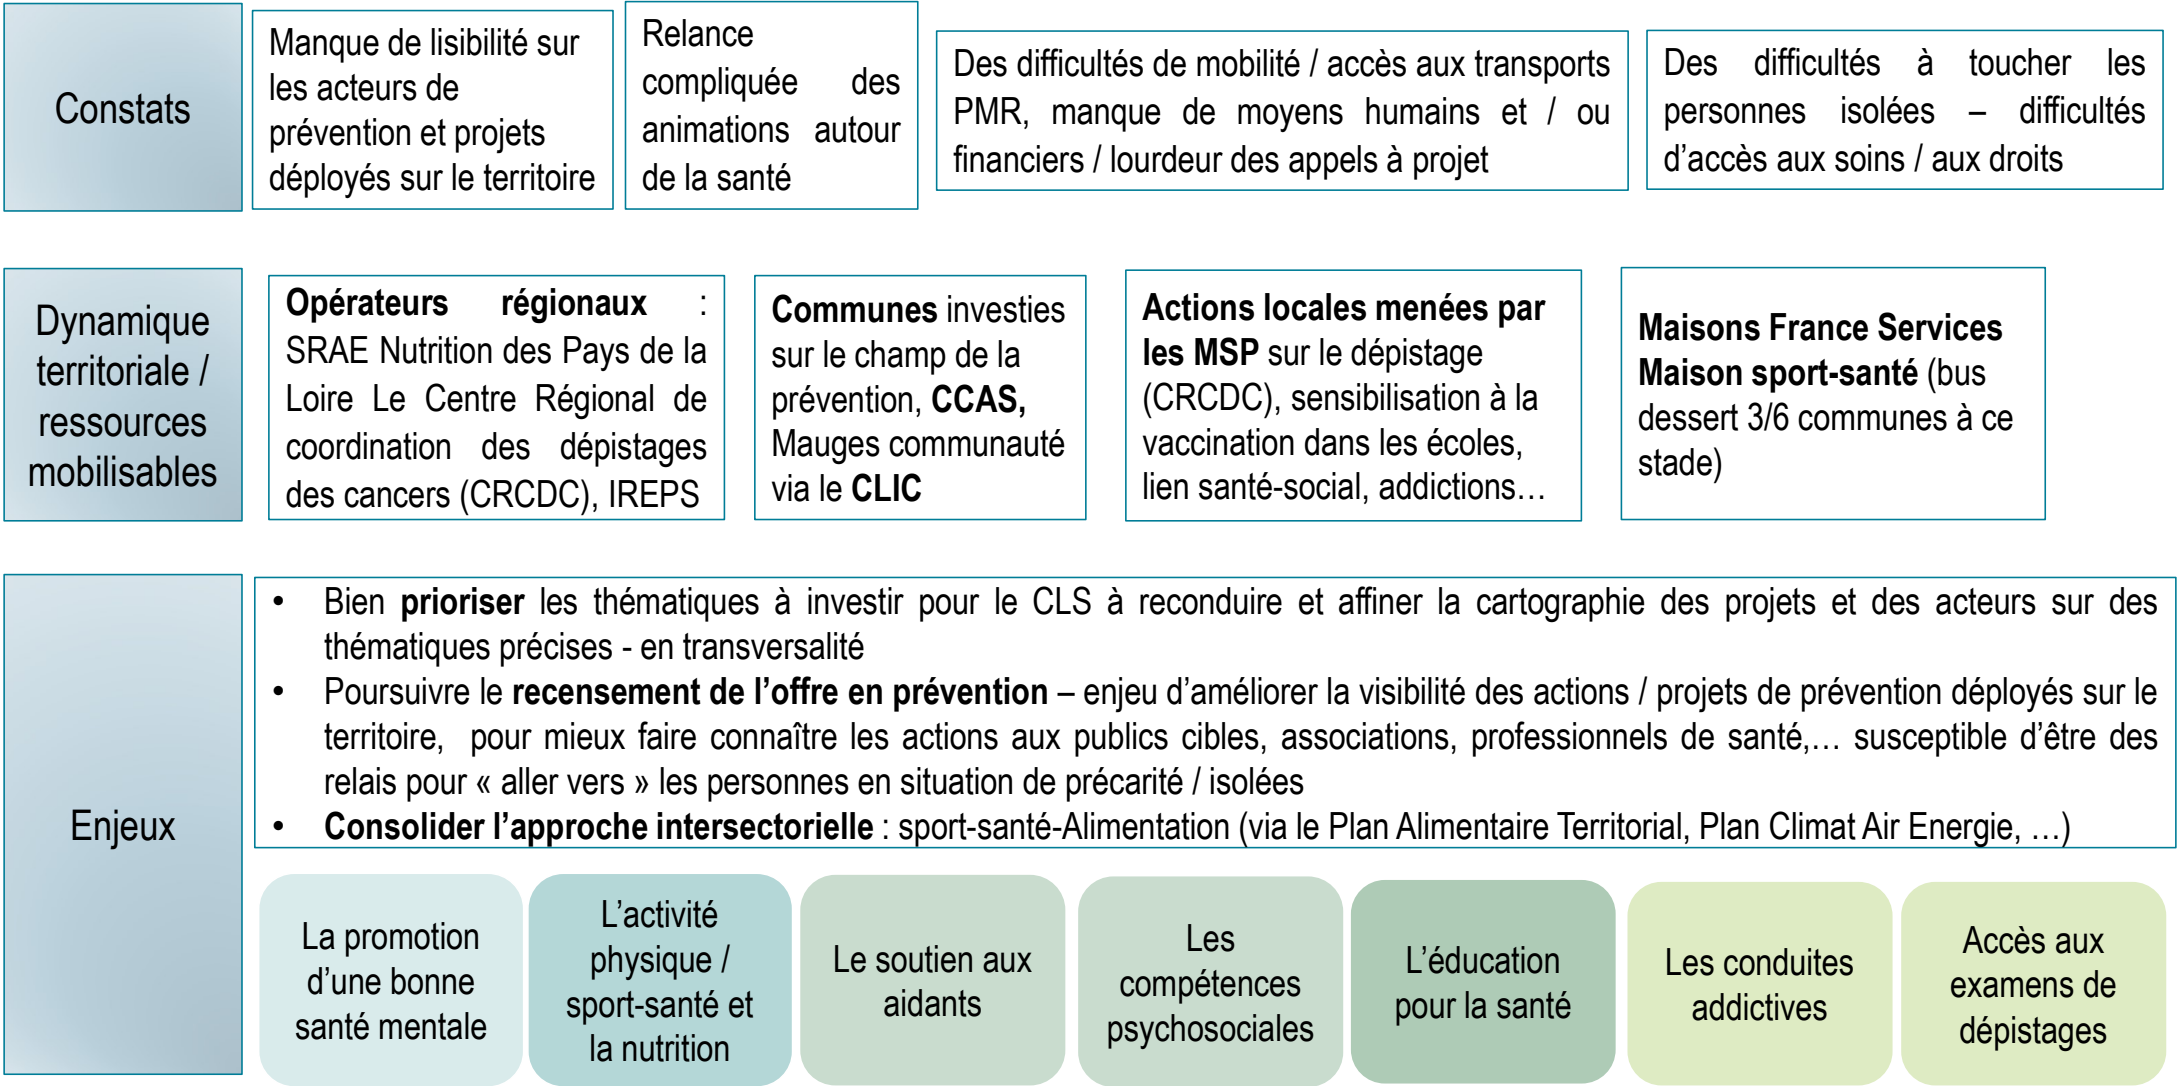 Constats
Manque de lisibilité sur
les acteurs de
prévention et projets
déployés sur le territoire
Relance
compliquée des
animations autour
de la santé
Des difficultés de mobilité / accès aux transports
PMR, manque de moyens humains et / ou
financiers / lourdeur des appels à projet
Des difficultés à toucher les
personnes isolées – difficultés
d’accès aux soins / aux droits
Dynamique
territoriale /
ressources
mobilisables
Opérateurs régionaux :
SRAE Nutrition des Pays de la
Loire Le Centre Régional de
coordination des dépistages
des cancers (CRCDC), IREPS
Communes investies
sur le champ de la
prévention, CCAS,
Mauges communauté
via le CLIC
Actions locales menées par
les MSP sur le dépistage
(CRCDC), sensibilisation à la
vaccination dans les écoles,
lien santé-social, addictions…
Maisons France Services
Maison sport-santé (bus
dessert 3/6 communes à ce
stade)
Enjeux
• Bien prioriser les thématiques à investir pour le CLS à reconduire et affiner la cartographie des projets et des acteurs sur des
thématiques précises - en transversalité
• Poursuivre le recensement de l’offre en prévention – enjeu d’améliorer la visibilité des actions / projets de prévention déployés sur le
territoire, pour mieux faire connaître les actions aux publics cibles, associations, professionnels de santé,… susceptible d’être des
relais pour « aller vers » les personnes en situation de précarité / isolées
• Consolider l’approche intersectorielle : sport-santé-Alimentation (via le Plan Alimentaire Territorial, Plan Climat Air Energie, …)
La promotion
d’une bonne
santé mentale
L’activité
physique /
sport-santé et
la nutrition
Le soutien aux
aidants
Les
compétences
psychosociales
L’éducation
pour la santé
Les conduites
addictives
Accès aux
examens de
dépistages